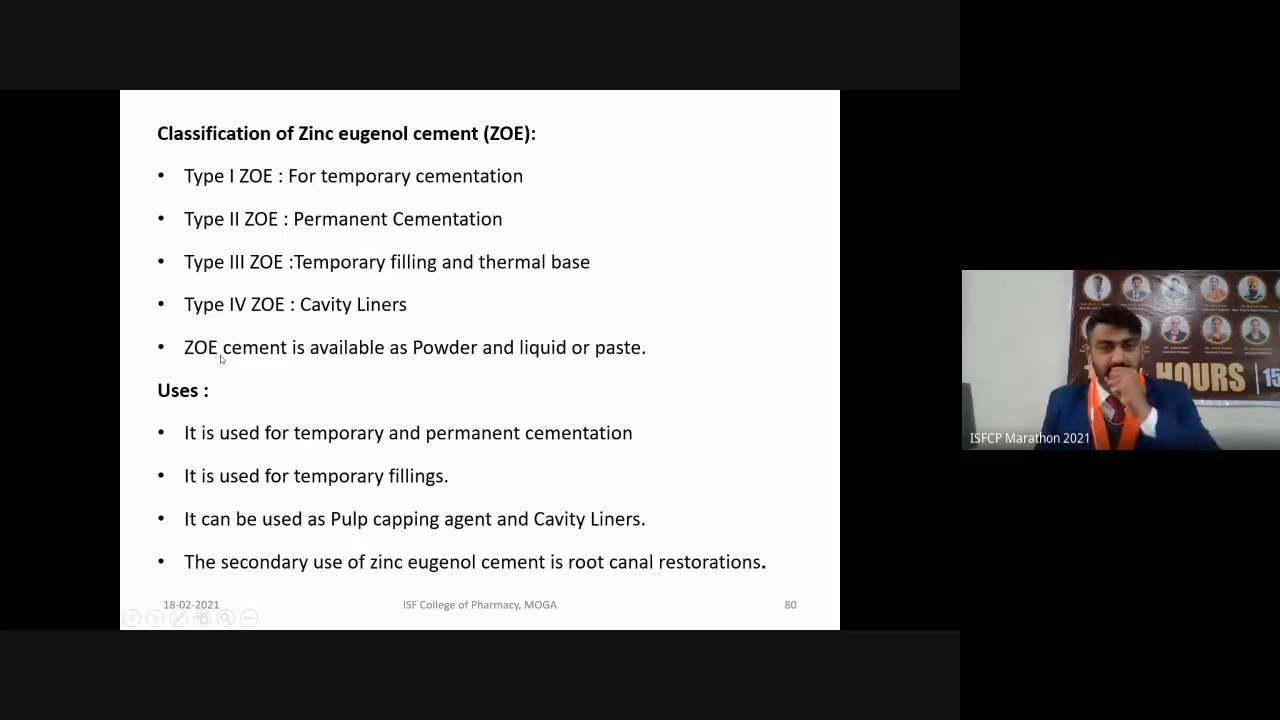 Classification of Zinc eugenol cement (ZOE):
• Type I ZOE : For temporary cementation
• Type II ZOE : Permanent Cementation
• Type III ZOE :Temporary filling and thermal base
• Type IV ZOE : Cavity Liners
• ZOE cement is available as Powder and liquid or paste.
Uses :
• It is used for temporary and permanent cementation
• It is used for temporary fillings.
• It can be used as Pulp capping agent and Cavity Liners.
• The secondary use of zinc eugenol cement is root canal restorations.
18-02-2021 ISF College of Pharmacy, MOGA 80
HOURS 15
ISFCP Marathon 2021